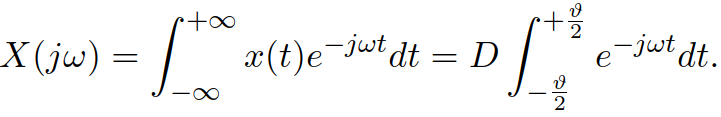 X(jω) = ∫_{−∞}^{+∞} x(t)e^{−jωt}dt = D ∫_{−ϑ/2}^{+ϑ/2} e^{−jωt}dt.